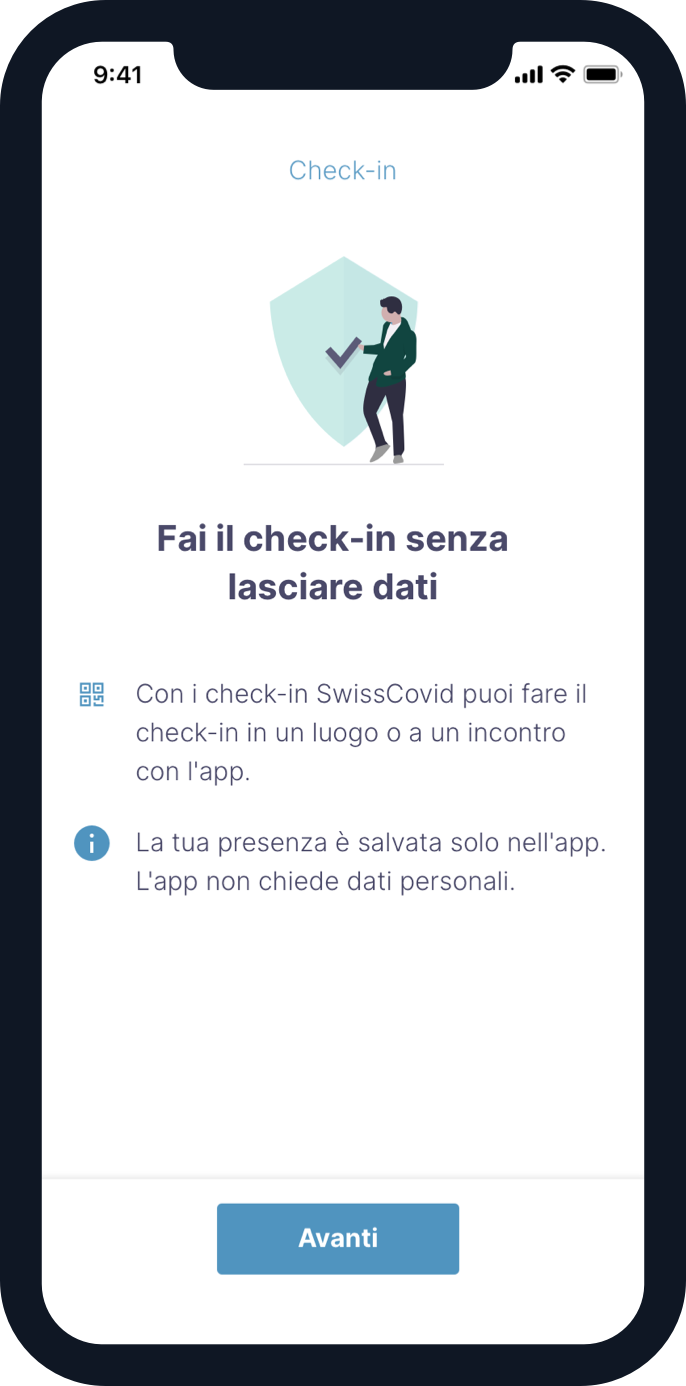 9:41
Check-in
Fai il check-in senza
lasciare dati
Con i check-in SwissCovid puoi fare il
check-in in un luogo o a un incontro
con l'app.
La tua presenza è salvata solo nell'app.
L'app non chiede dati personali.
Avanti